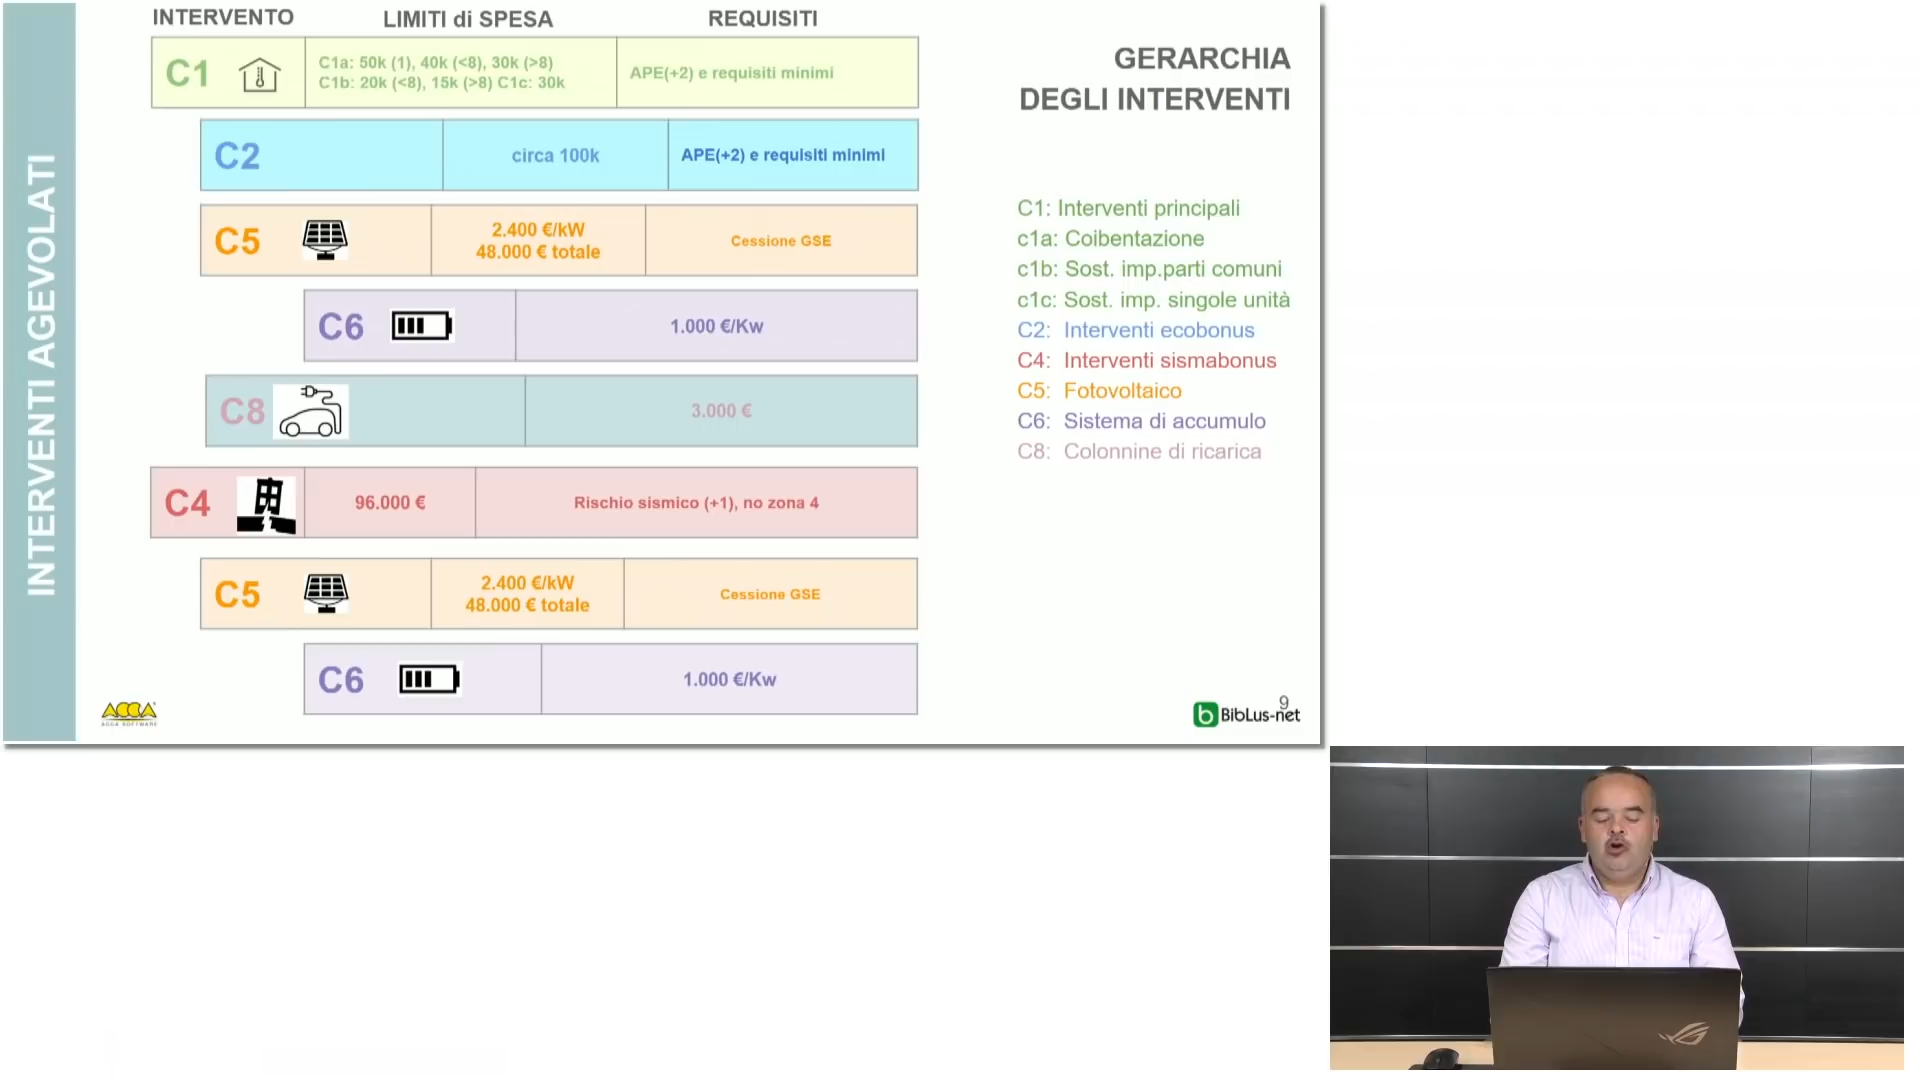 INTERVENTI AGEVOLATI
INTERVENTO
LIMITI di SPESA
REQUISITI
C1
C1a: 50k (1), 40k (<8), 30k (>8)
C1b: 20k (<8), 15k (>8) C1c: 30k
APE(+2) e requisiti minimi
C2
circa 100k
APE(+2) e requisiti minimi
C5
2.400 €/kW
48.000 € totale
Cessione GSE
C6
1.000 €/Kw
C8
3.000 €
C4
96.000 €
Rischio sismico (+1), no zona 4
C5
2.400 €/kW
48.000 € totale
Cessione GSE
C6
1.000 €/Kw
GERARCHIA
DEGLI INTERVENTI
C1: Interventi principali
c1a: Coibentazione
c1b: Sost. imp.parti comuni
c1c: Sost. imp. singole unità
C2: Interventi ecobonus
C4: Interventi sismabonus
C5: Fotovoltaico
C6: Sistema di accumulo
C8: Colonnine di ricarica
ACCA
ACCA SOFTWARE
9
b BibLus-net